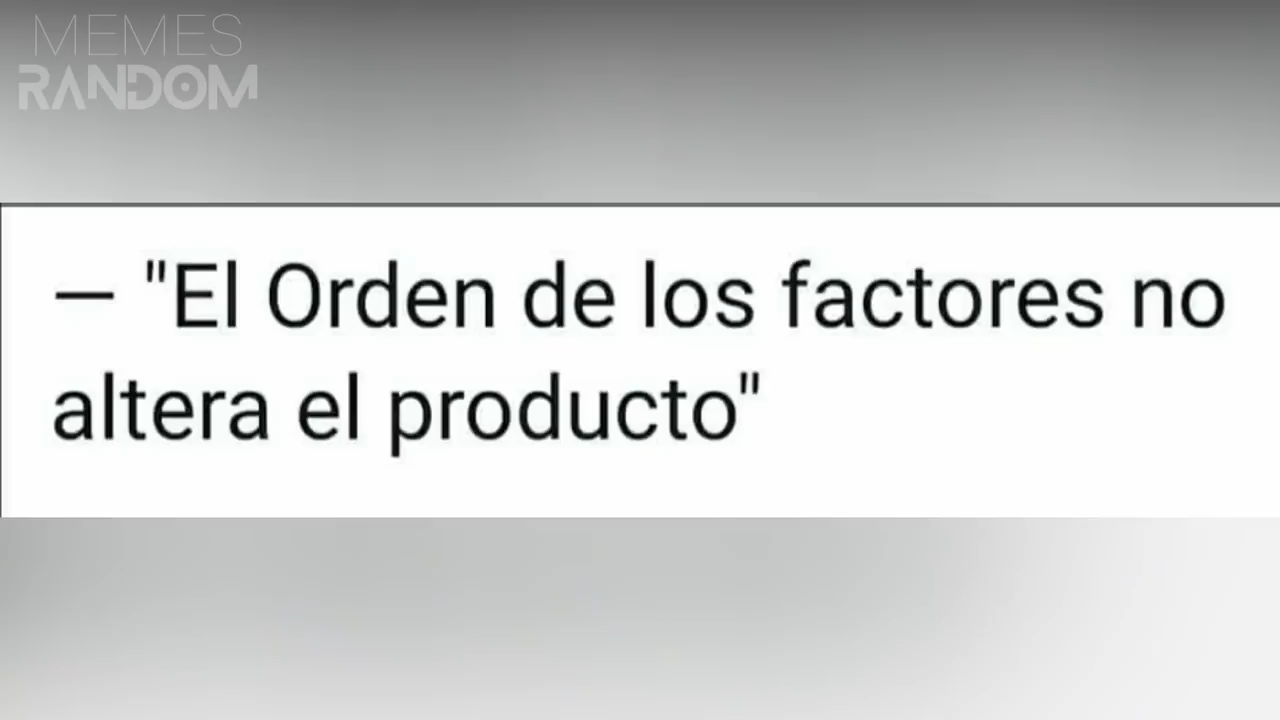 MEMES
RANDOM
— "El Orden de los factores no
altera el producto"